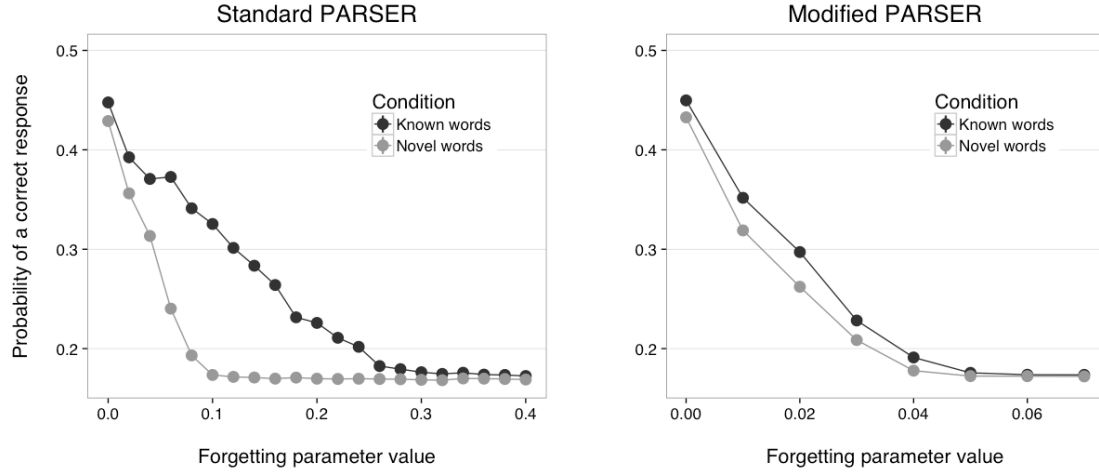 Standard PARSER
Modified PARSER
Probability of a correct response
0.5
0.4
0.3
0.2
Condition
Known words
Novel words
0.0
0.1
0.2
0.3
0.4
Forgetting parameter value
0.5
0.4
0.3
0.2
Condition
Known words
Novel words
0.00
0.02
0.04
0.06
Forgetting parameter value